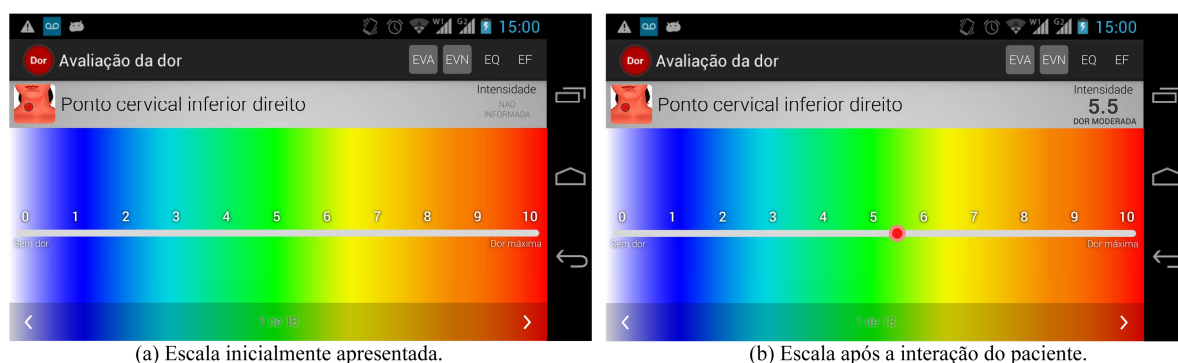 W1 G2 15:00
Dor Avaliação da dor EVA EVN EQ EF
Ponto cervical inferior direito
Intensidade
NÃO
INFORMADA
0 1 2 3 4 5 6 7 8 9 10
Sem dor Dor máxima
1 de 18
(a) Escala inicialmente apresentada.
W1 G2 15:00
Dor Avaliação da dor EVA EVN EQ EF
Ponto cervical inferior direito
Intensidade
5.5
DOR MODERADA
0 1 2 3 4 5 6 7 8 9 10
Sem dor Dor máxima
1 de 18
(b) Escala após a interação do paciente.